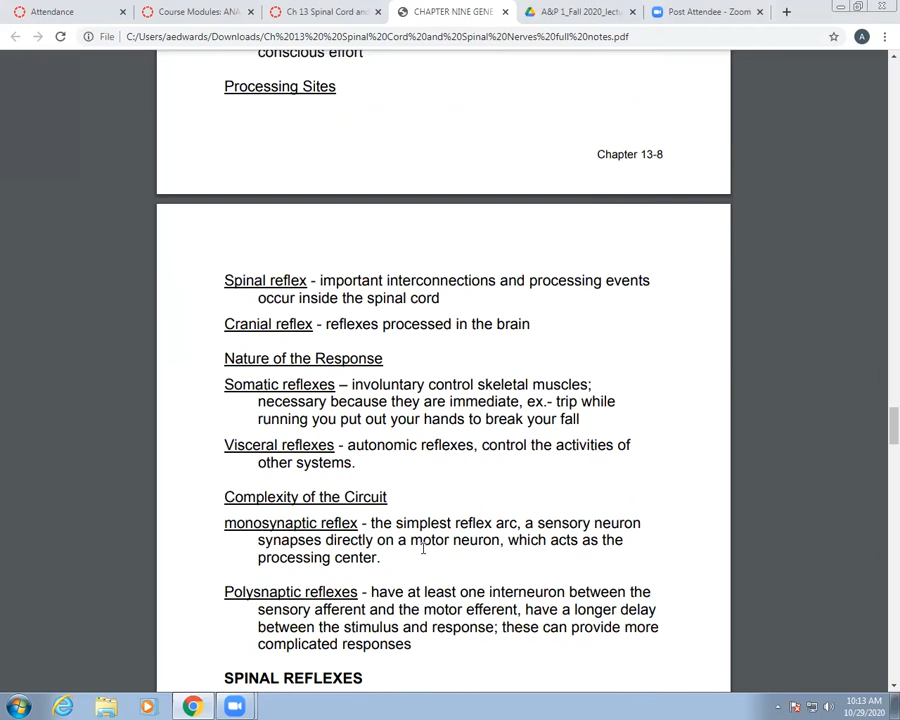 Attendance
Course Modules: ANA
Ch 13 Spinal Cord and
CHAPTER NINE GENE
A&P 1_Fall 2020_lectu
Post Attendee - Zoom
File
C:/Users/aedwards/Downloads/Ch%2013%20%20Spinal%20Cord%20and%20Spinal%20Nerves%20full%20notes.pdf
A
conscious effort
Processing Sites
Chapter 13-8
Spinal reflex - important interconnections and processing events
occur inside the spinal cord
Cranial reflex - reflexes processed in the brain
Nature of the Response
Somatic reflexes – involuntary control skeletal muscles;
necessary because they are immediate, ex.- trip while
running you put out your hands to break your fall
Visceral reflexes - autonomic reflexes, control the activities of
other systems.
Complexity of the Circuit
monosynaptic reflex - the simplest reflex arc, a sensory neuron
synapses directly on a motor neuron, which acts as the
processing center.
Polysnaptic reflexes - have at least one interneuron between the
sensory afferent and the motor efferent, have a longer delay
between the stimulus and response; these can provide more
complicated responses
SPINAL REFLEXES
10:13 AM
10/29/2020